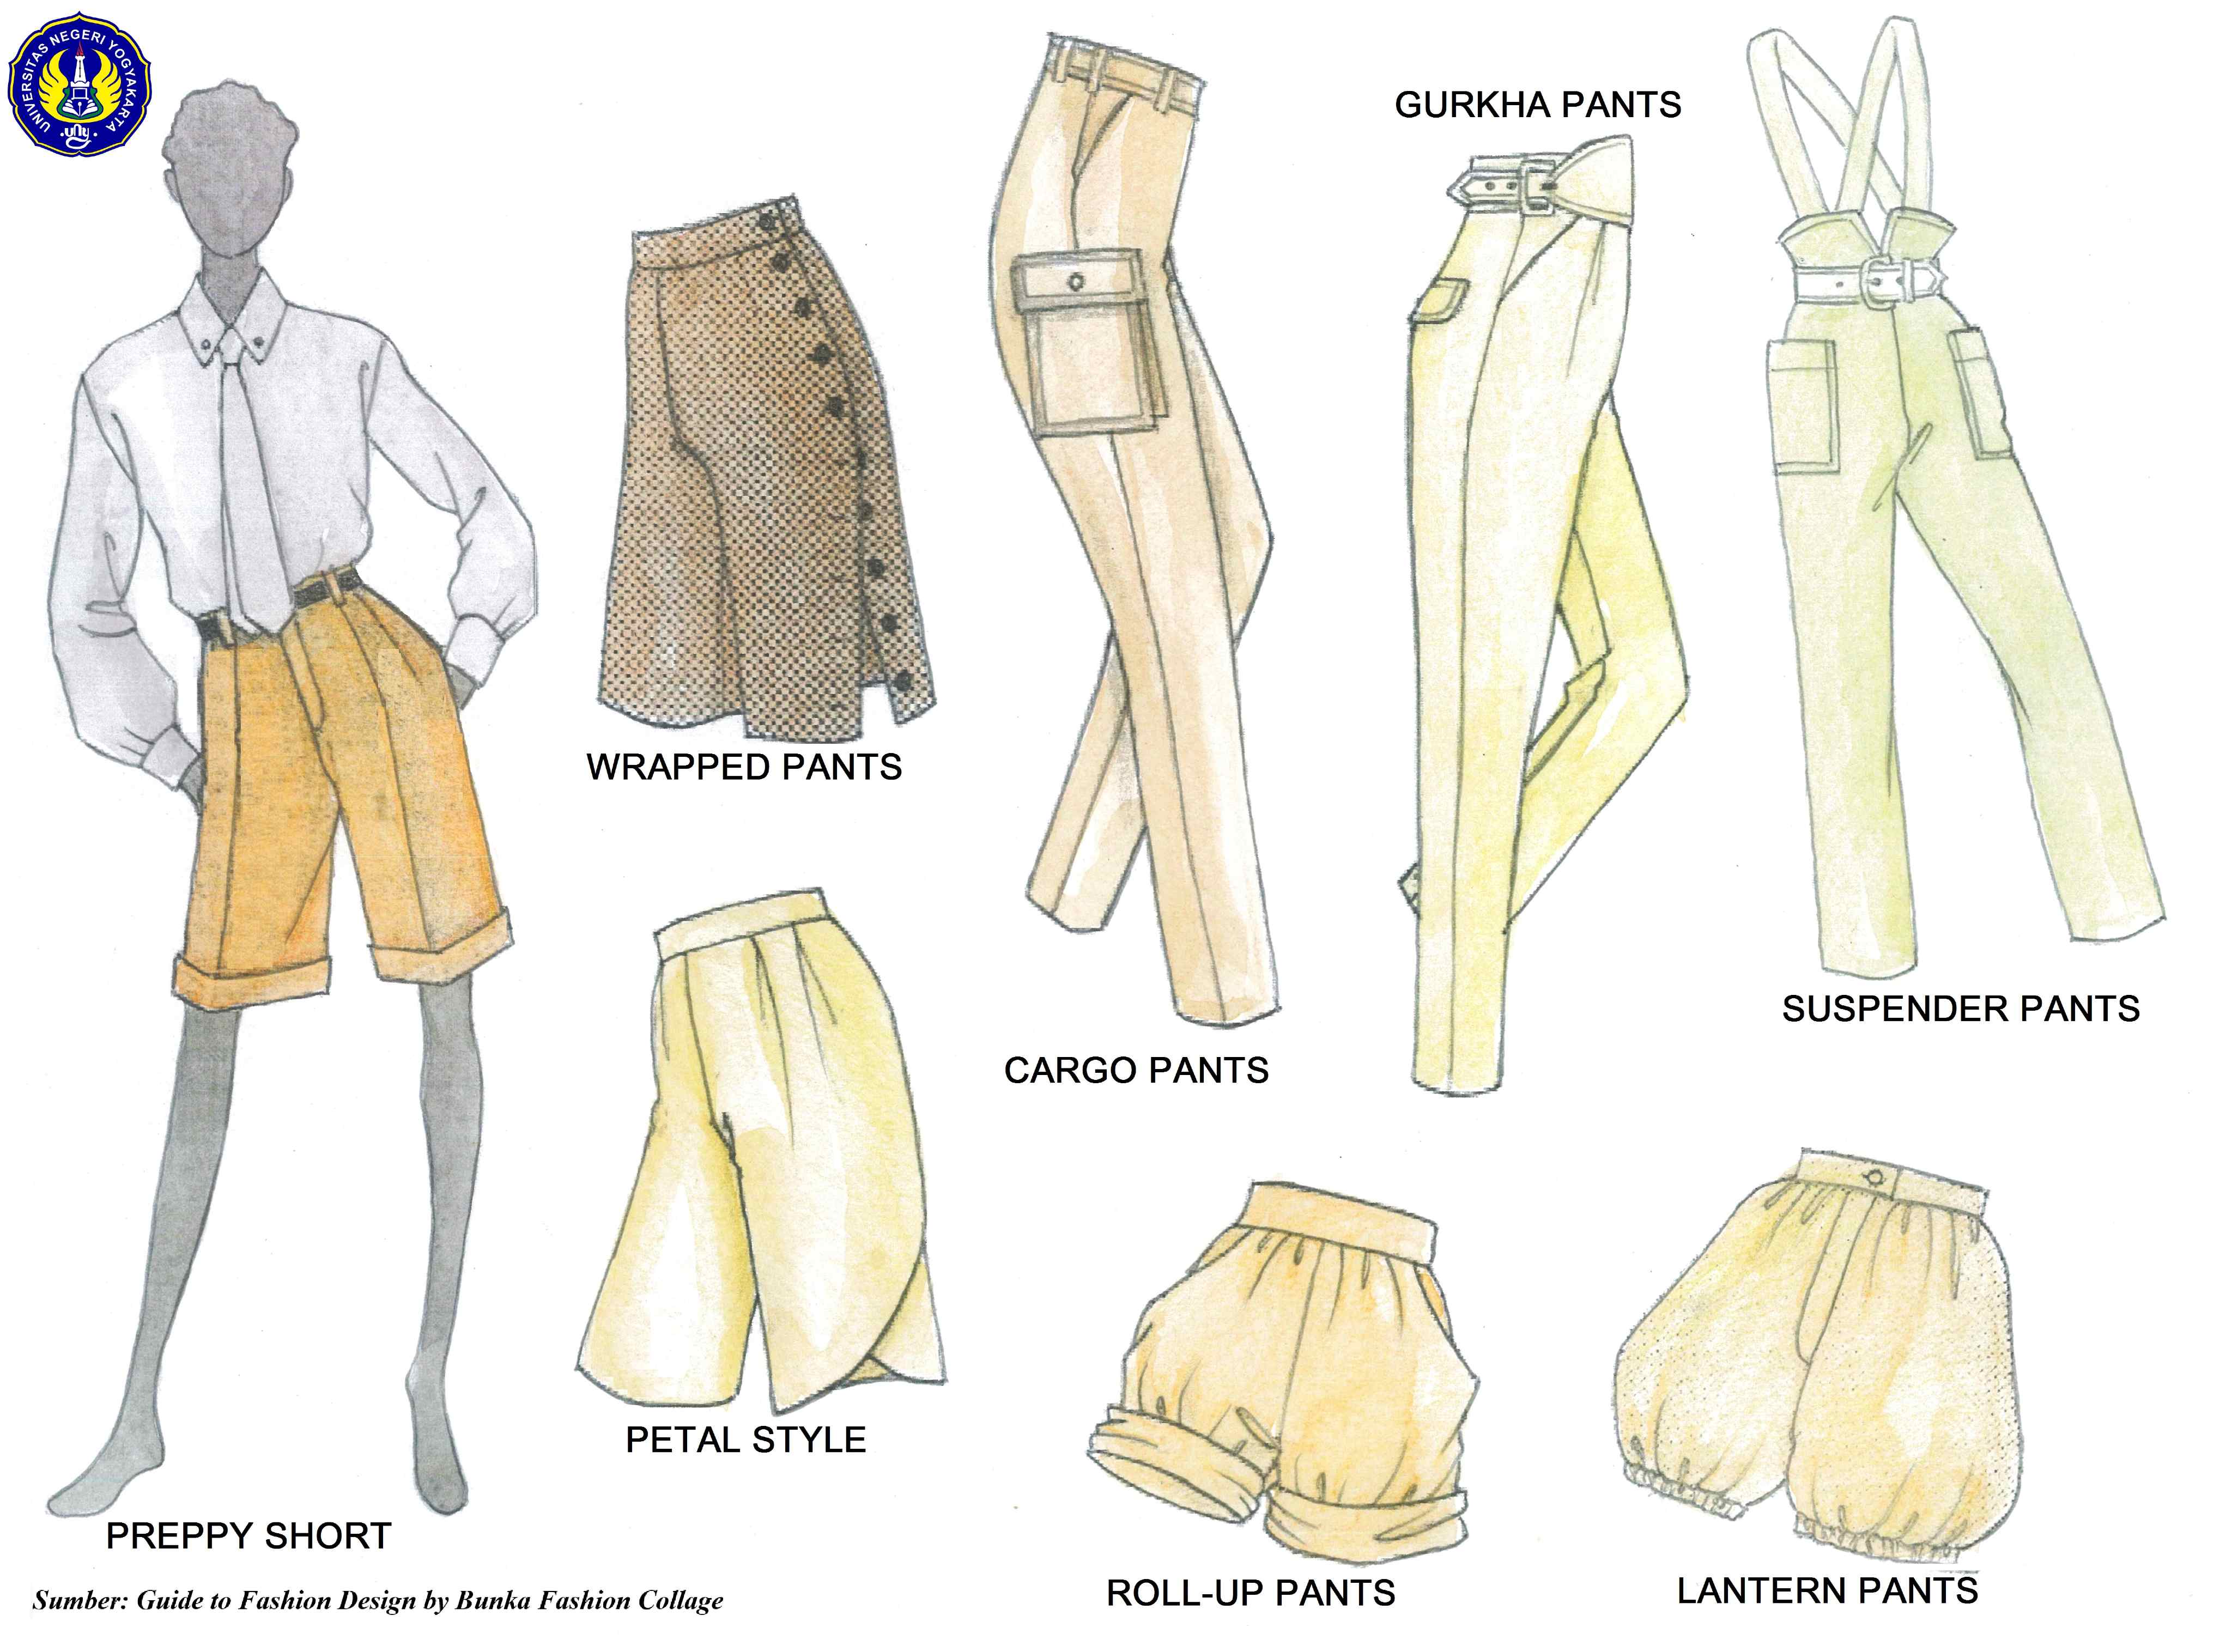 UNIVERSITAS NEGERI YOGYAKARTA
uny
GURKHA PANTS
WRAPPED PANTS
SUSPENDER PANTS
CARGO PANTS
PETAL STYLE
PREPPY SHORT
ROLL-UP PANTS
LANTERN PANTS
Sumber: Guide to Fashion Design by Bunka Fashion Collage